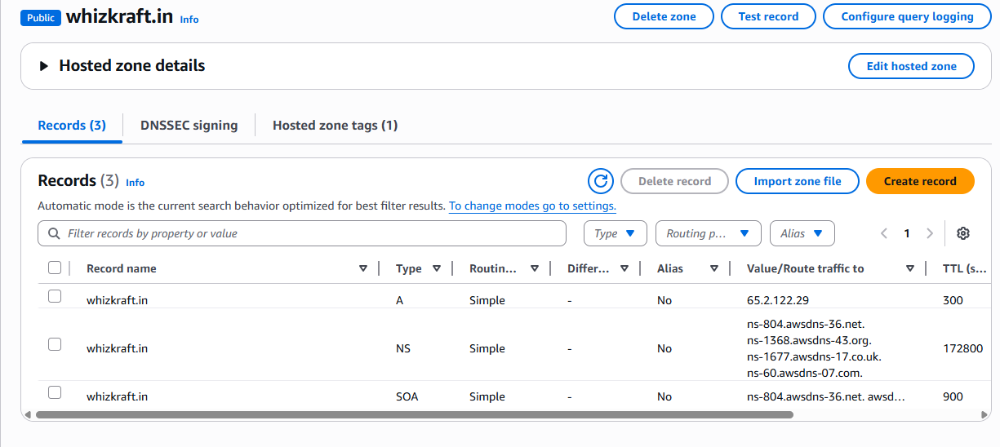 Public whizkraft.in Info Delete zone Test record Configure query logging
Hosted zone details Edit hosted zone
Records (3) DNSSEC signing Hosted zone tags (1)
Records (3) Info Delete record Import zone file Create record
Automatic mode is the current search behavior optimized for best filter results. To change modes go to settings.
Filter records by property or value Type Routing p... Alias 1
Record name Type Routin... Differ... Alias Value/Route traffic to TTL (s...
whizkraft.in A Simple - No 65.2.122.29 300
ns-804.awsdns-36.net.
ns-1368.awsdns-43.org.
whizkraft.in NS Simple - No 172800
ns-1677.awsdns-17.co.uk.
ns-60.awsdns-07.com.
whizkraft.in SOA Simple - No ns-804.awsdns-36.net. awsd... 900